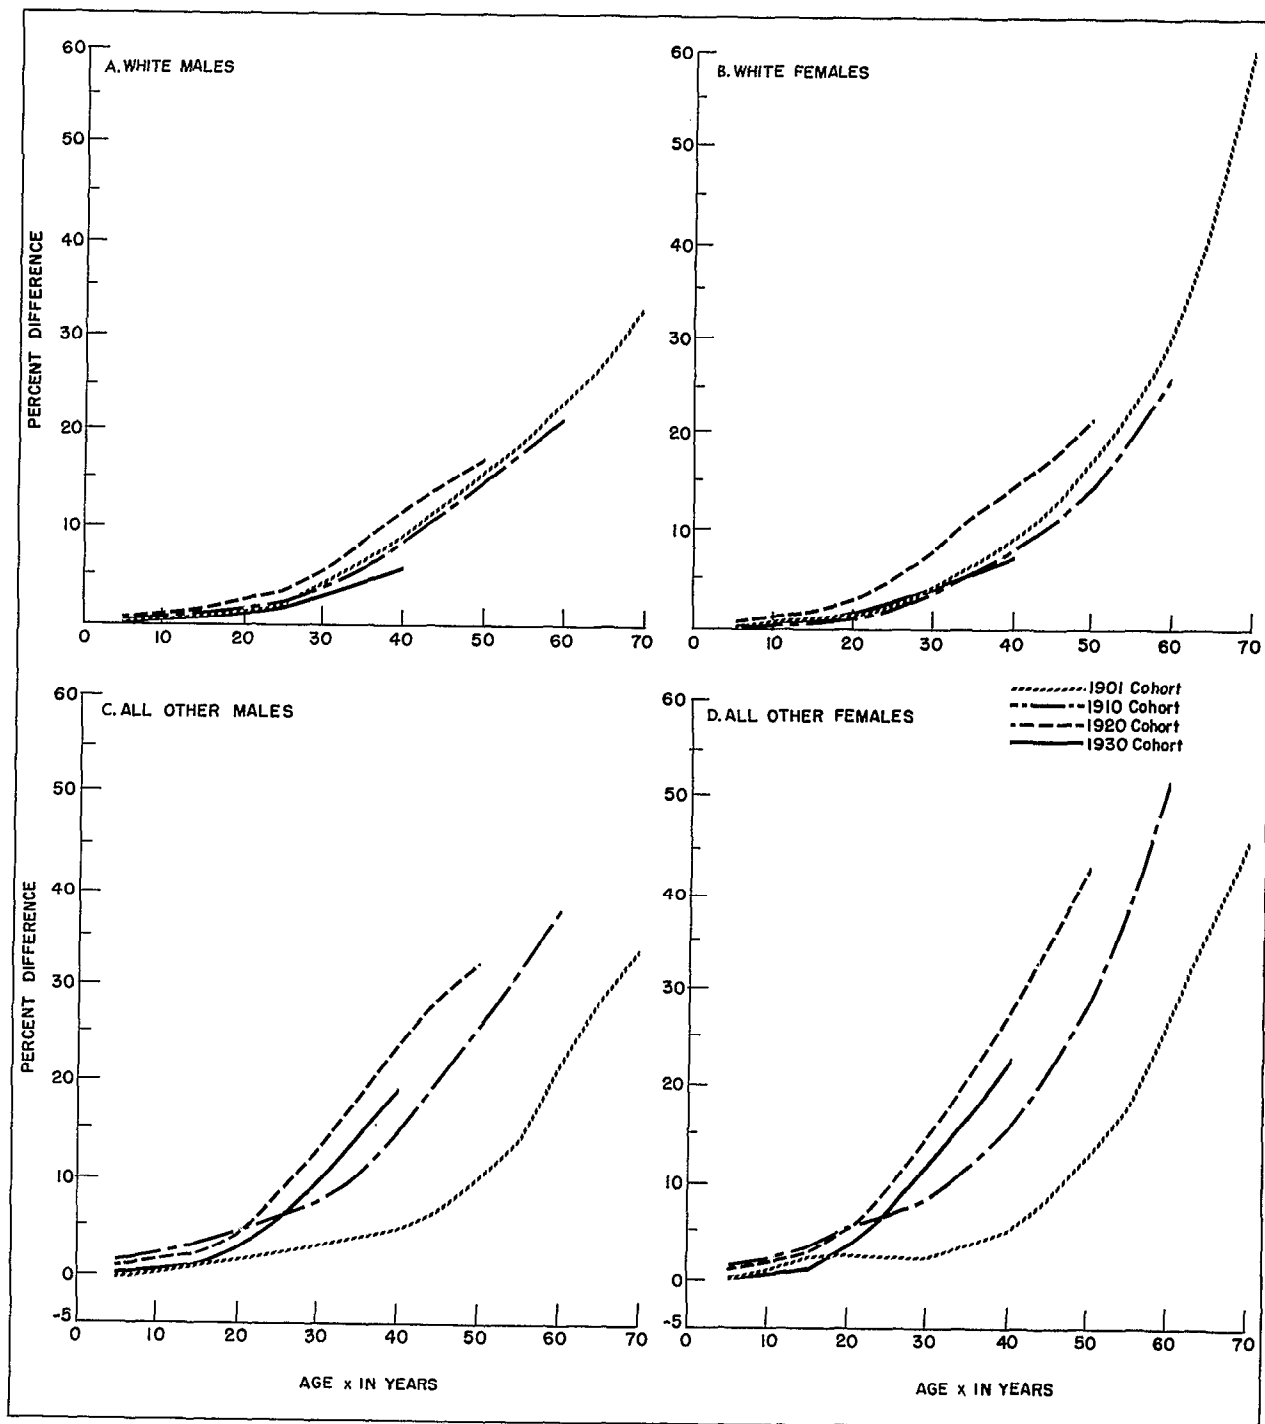 A. WHITE MALES
60
50
40
30
20
10
0 10 20 30 40 50 60 70
PERCENT DIFFERENCE
B. WHITE FEMALES
60
50
40
30
20
10
0 10 20 30 40 50 60 70
C. ALL OTHER MALES
60
50
40
30
20
10
0
-5
0 10 20 30 40 50 60 70
PERCENT DIFFERENCE
AGE x IN YEARS
D. ALL OTHER FEMALES
1901 Cohort
1910 Cohort
1920 Cohort
1930 Cohort
60
50
40
30
20
10
0
-5
0 10 20 30 40 50 60 70
AGE x IN YEARS